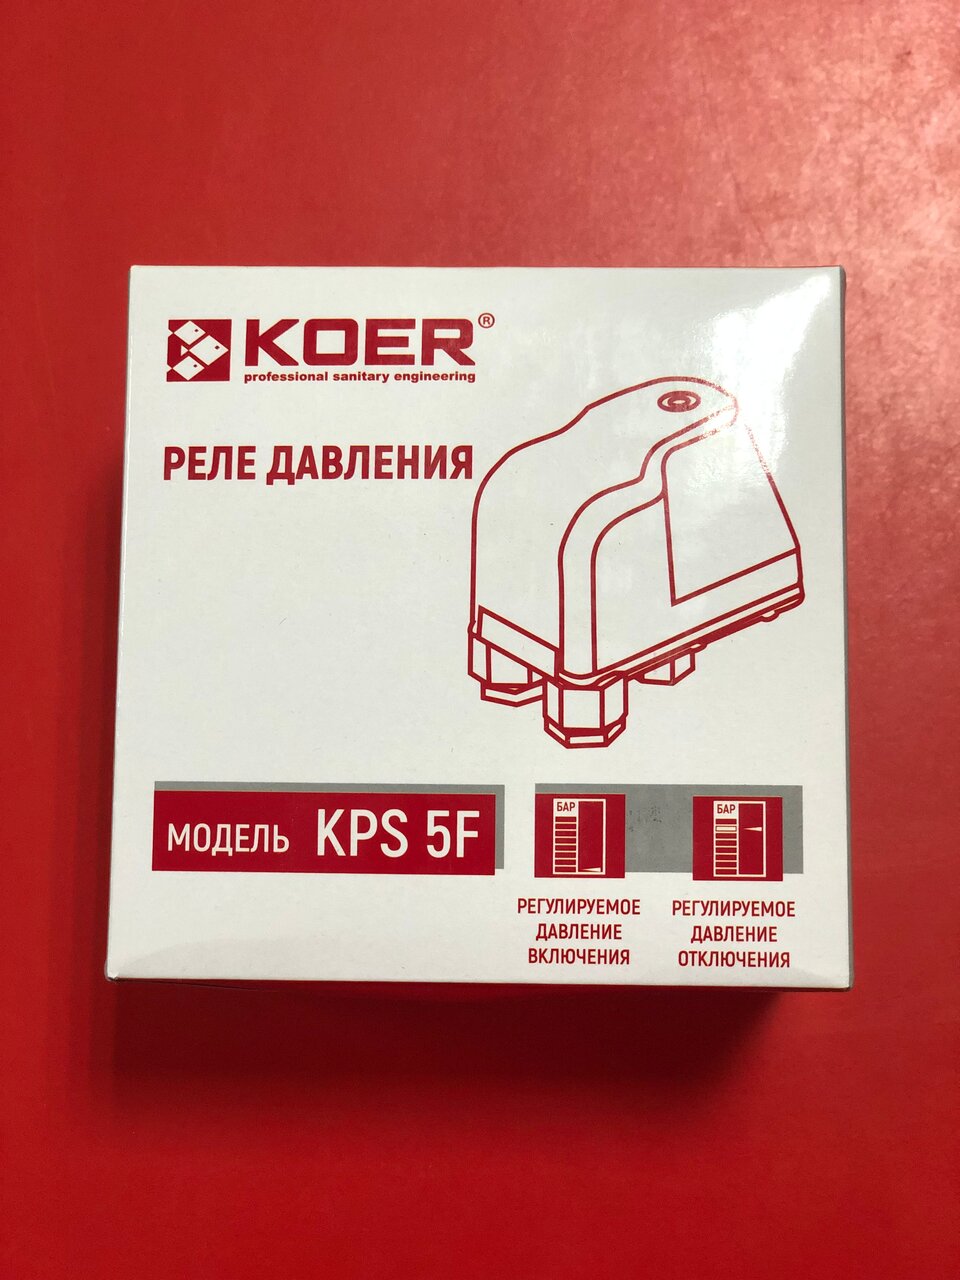 KOER®
professional sanitary engineering
РЕЛЕ ДАВЛЕНИЯ
МОДЕЛЬ KPS 5F
БАР
БАР
РЕГУЛИРУЕМОЕ
ДАВЛЕНИЕ
ВКЛЮЧЕНИЯ
РЕГУЛИРУЕМОЕ
ДАВЛЕНИЕ
ОТКЛЮЧЕНИЯ